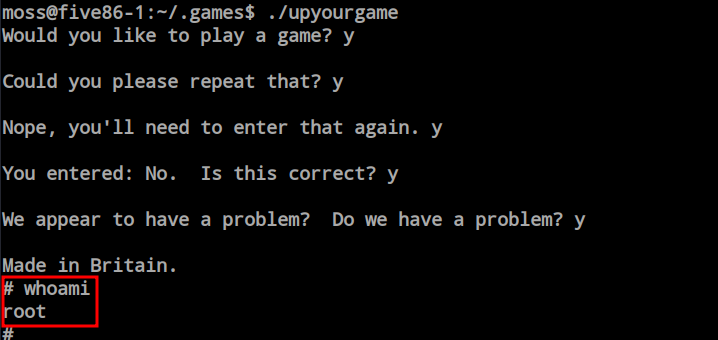 moss@five86-1:~/.games$ ./upyourgame
Would you like to play a game? y
Could you please repeat that? y
Nope, you'll need to enter that again. y
You entered: No.  Is this correct? y
We appear to have a problem?  Do we have a problem? y
Made in Britain.
# whoami
root
#